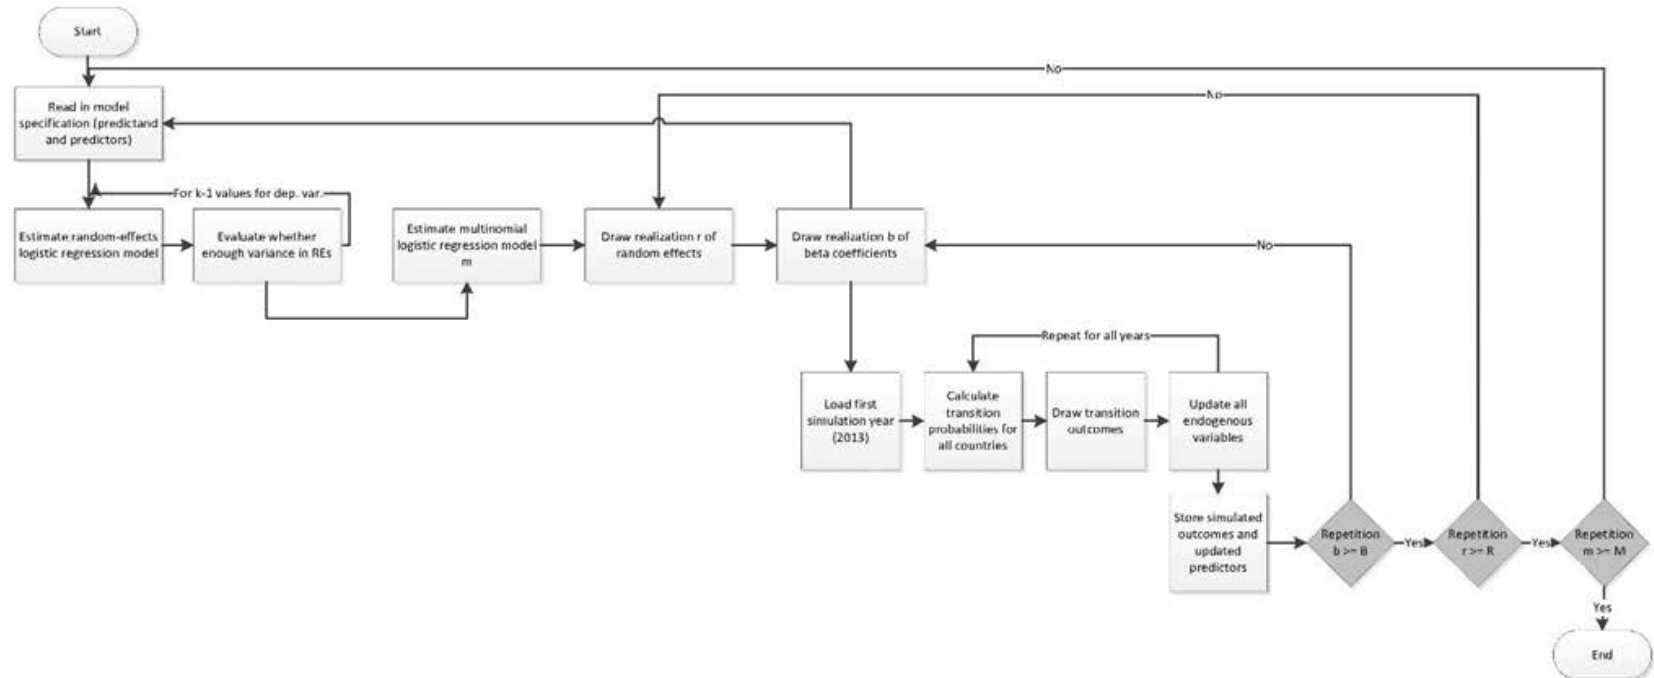 Start
No
No
Read in model
specification (predictand
and predictors)
For k-1 values for dep. var.
Estimate random-effects
logistic regression model
Evaluate whether
enough variance in REs
Estimate multinomial
logistic regression model
m
Draw realization r of
random effects
Draw realization b of
beta coefficients
No
Repeat for all years
Load first
simulation year
(2013)
Calculate
transition
probabilities for
all countries
Draw transition
outcomes
Update all
endogenous
variables
Store simulated
outcomes and
updated
predictors
Repetition
b >= B
Yes
Repetition
r >= R
Yes
Repetition
m >= M
Yes
End